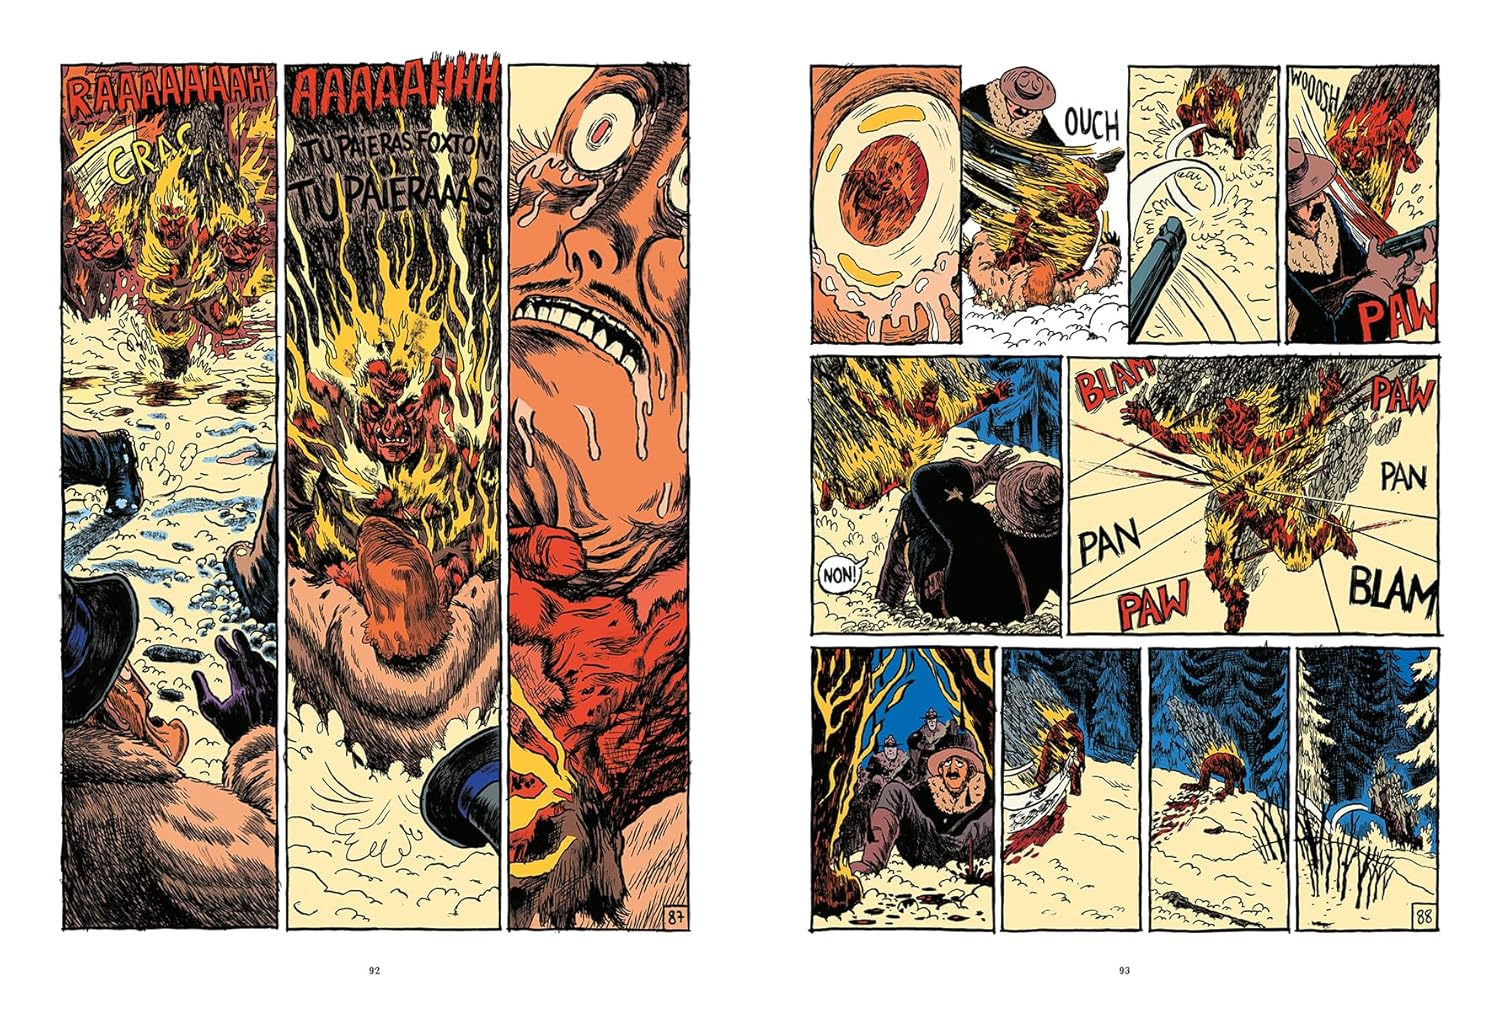 RAAAAAAAH
CRAC
AAAAAAHHH
TU PAIERAS FOXTON
TU PAIERAAAS
87
92
OUCH
WOOOSH
PAW
NON!
BLAM
PAW
PAN
PAN
PAW
BLAM
88
93